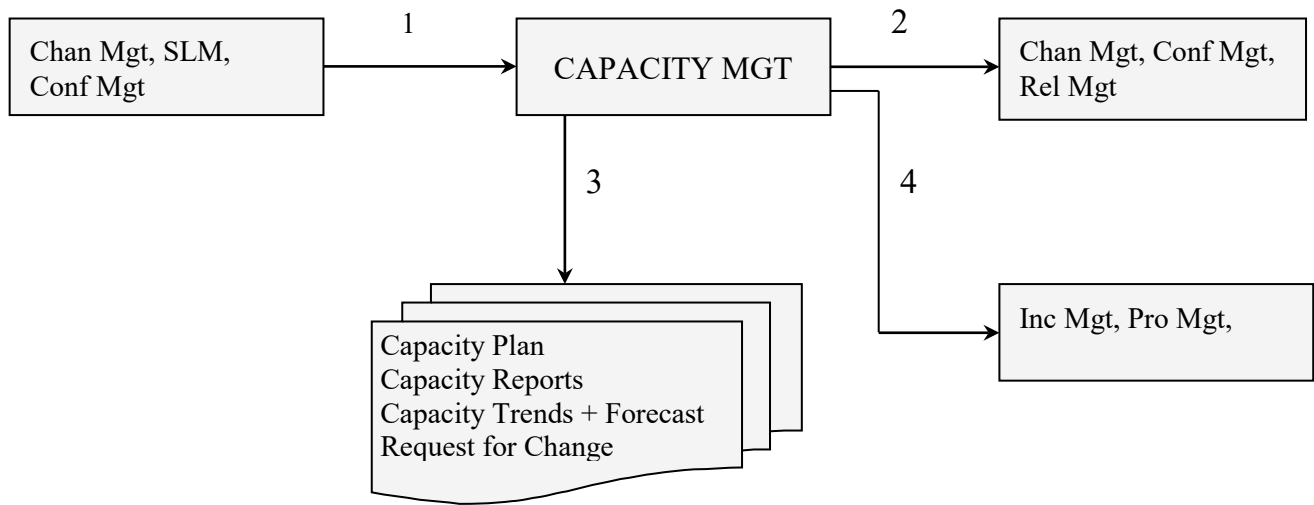 1
2
Chan Mgt, SLM,
Conf Mgt
CAPACITY MGT
Chan Mgt, Conf Mgt,
Rel Mgt
3
4
Inc Mgt, Pro Mgt,
Capacity Plan
Capacity Reports
Capacity Trends + Forecast
Request for Change